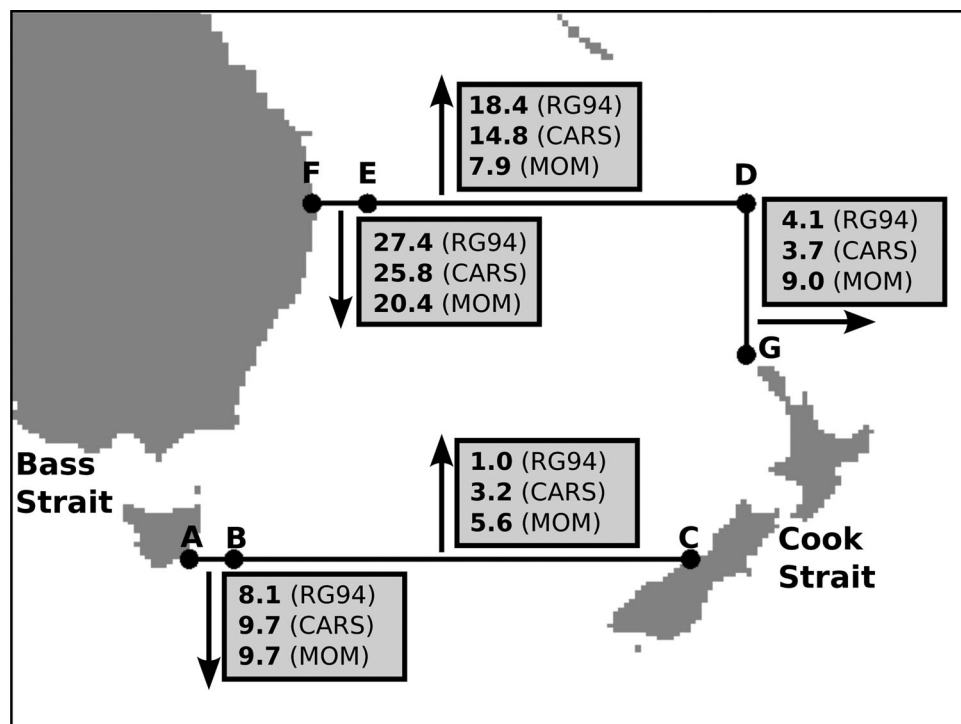 18.4 (RG94)
14.8 (CARS)
7.9 (MOM)
F
E
D
27.4 (RG94)
25.8 (CARS)
20.4 (MOM)
4.1 (RG94)
3.7 (CARS)
9.0 (MOM)
G
Bass
Strait
1.0 (RG94)
3.2 (CARS)
5.6 (MOM)
A
B
C
Cook
Strait
8.1 (RG94)
9.7 (CARS)
9.7 (MOM)